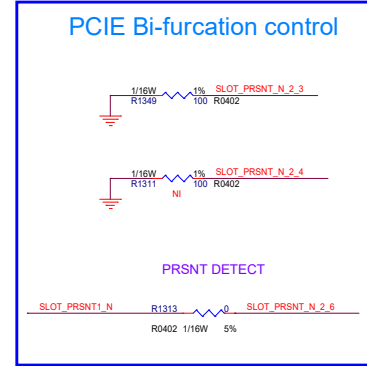 PCIE Bi-furcation control
1/16W 1% SLOT_PRSNT_N_2_3
R1349 100 R0402
1/16W 1% SLOT_PRSNT_N_2_4
R1311 100 R0402
NI
PRSNT DETECT
SLOT_PRSNT1_N R1313 0 SLOT_PRSNT_N_2_6
R0402 1/16W 5%